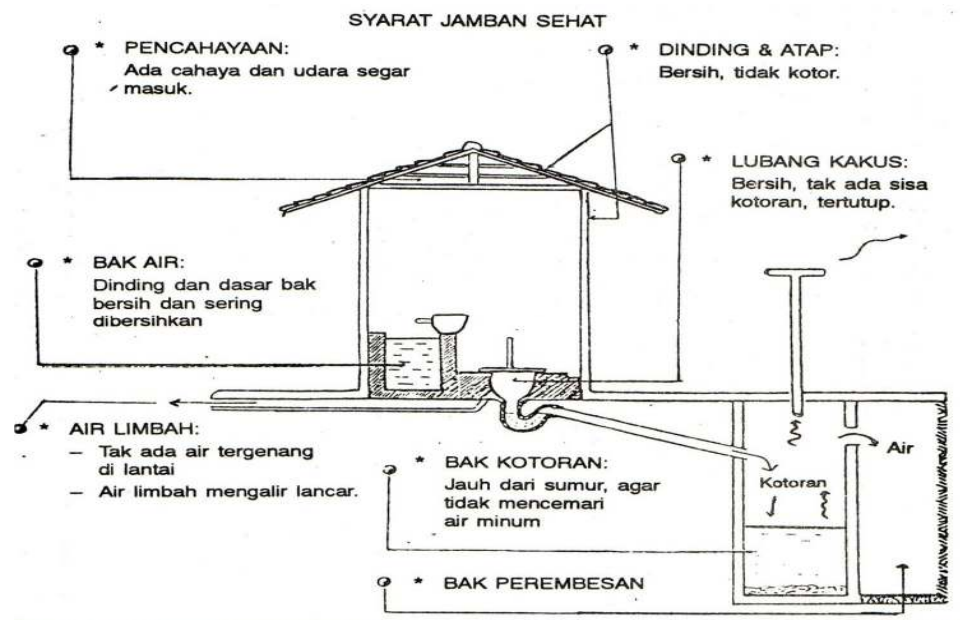 SYARAT JAMBAN SEHAT
* PENCAHAYAAN:
Ada cahaya dan udara segar
masuk.
* DINDING & ATAP:
Bersih, tidak kotor.
* LUBANG KAKUS:
Bersih, tak ada sisa
kotoran, tertutup.
* BAK AIR:
Dinding dan dasar bak
bersih dan sering
dibersihkan
* AIR LIMBAH:
– Tak ada air tergenang
di lantai
– Air limbah mengalir lancar.
* BAK KOTORAN:
Jauh dari sumur, agar
tidak mencemari
air minum
Kotoran
Air
* BAK PEREMBESAN